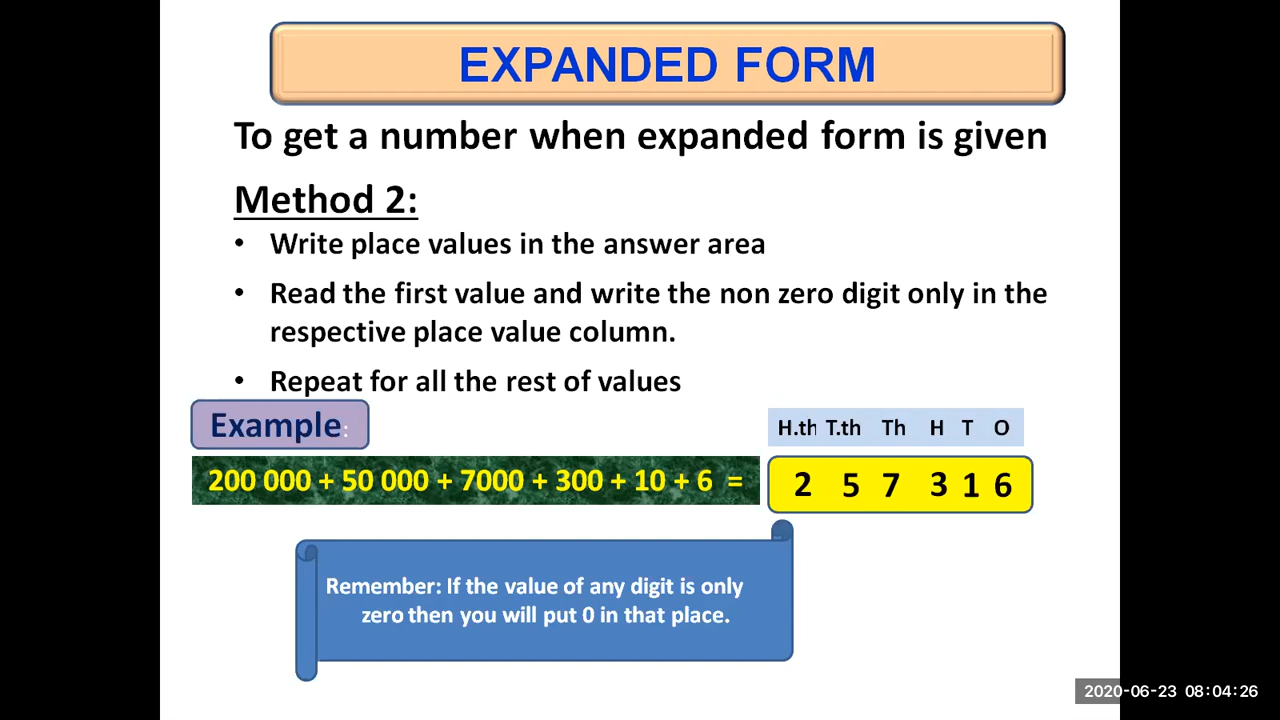 EXPANDED FORM
To get a number when expanded form is given
Method 2:
• Write place values in the answer area
• Read the first value and write the non zero digit only in the
respective place value column.
• Repeat for all the rest of values
Example:
H.th T.th Th H T O
200 000 + 50 000 + 7000 + 300 + 10 + 6 = 2 5 7 3 1 6
Remember: If the value of any digit is only
zero then you will put 0 in that place.
2020-06-23 08:04:26